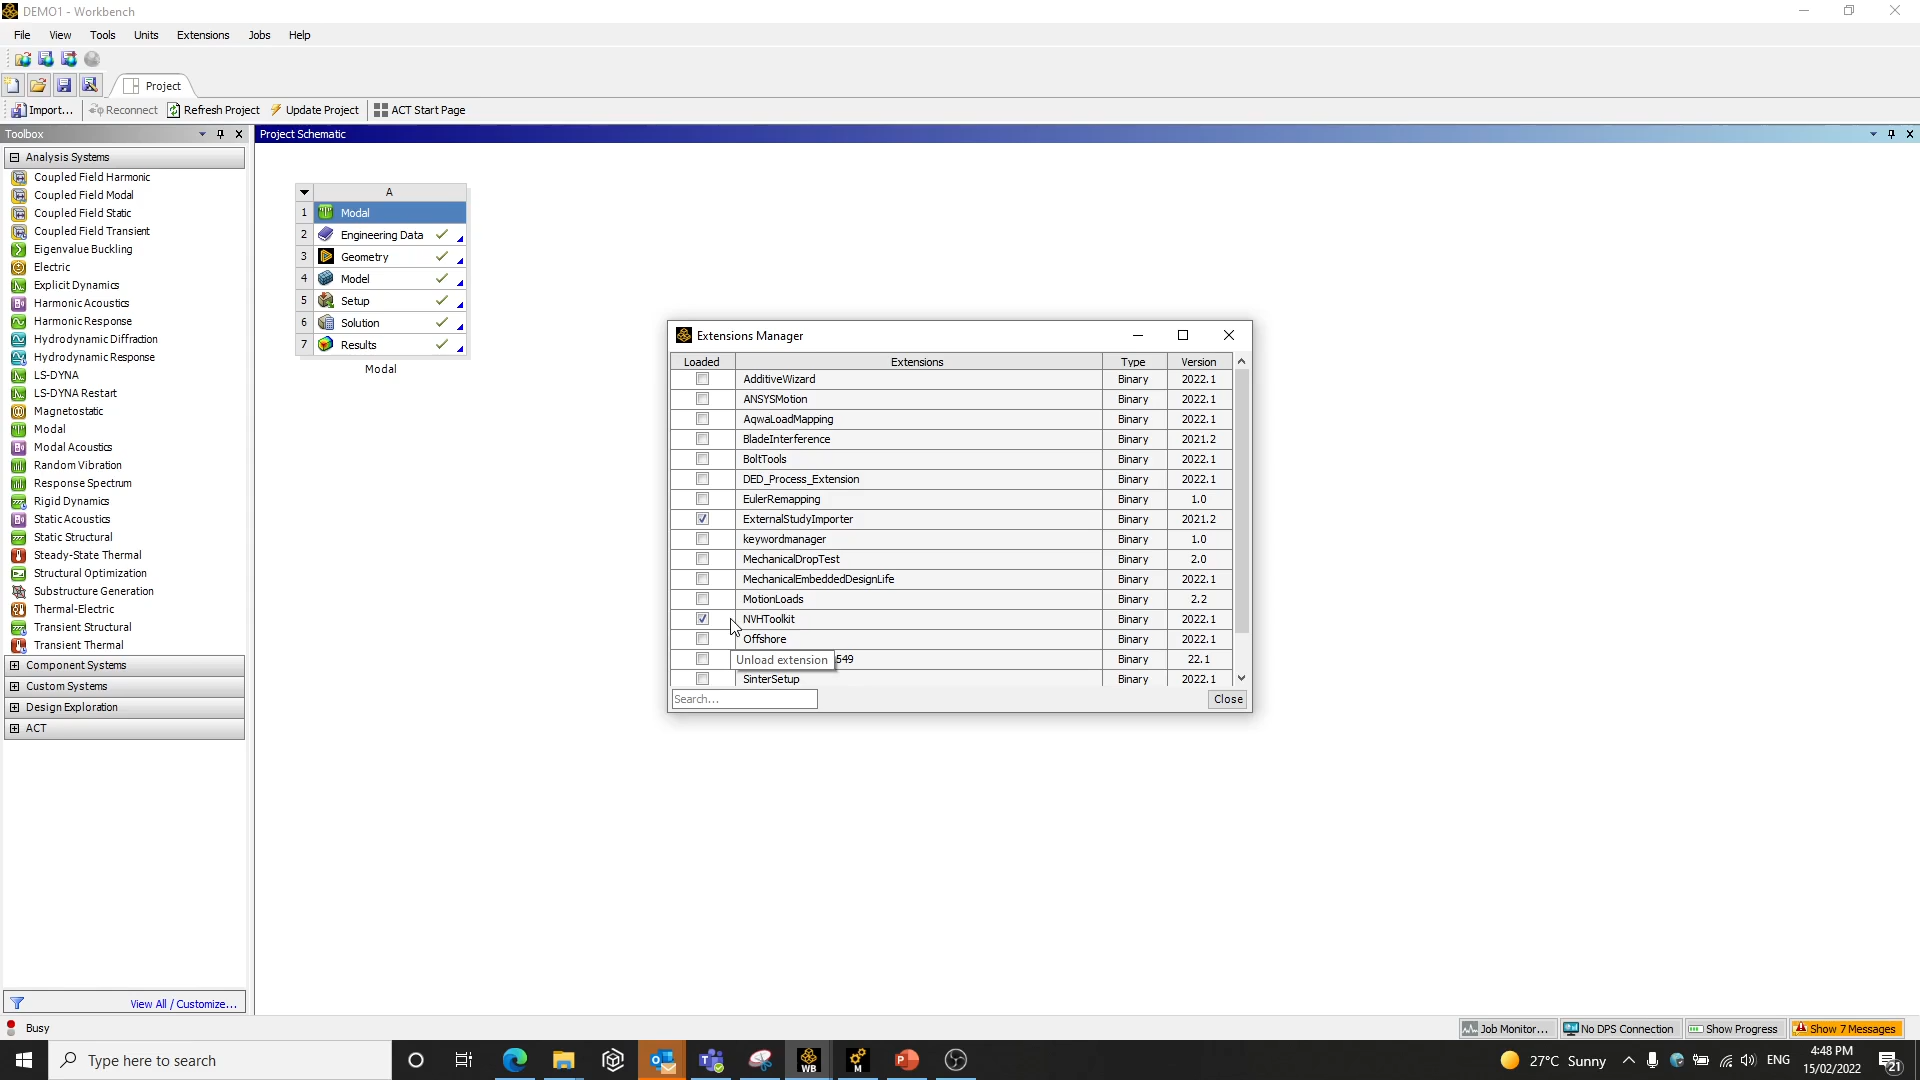 DEMO1 - Workbench
File View Tools Units Extensions Jobs Help
Project
Import... Reconnect Refresh Project Update Project ACT Start Page
Toolbox
Analysis Systems
Coupled Field Harmonic
Coupled Field Modal
Coupled Field Static
Coupled Field Transient
Eigenvalue Buckling
Electric
Explicit Dynamics
Harmonic Acoustics
Harmonic Response
Hydrodynamic Diffraction
Hydrodynamic Response
LS-DYNA
LS-DYNA Restart
Magnetostatic
Modal
Modal Acoustics
Random Vibration
Response Spectrum
Rigid Dynamics
Static Acoustics
Static Structural
Steady-State Thermal
Structural Optimization
Substructure Generation
Thermal-Electric
Transient Structural
Transient Thermal
Component Systems
Custom Systems
Design Exploration
ACT
View All / Customize...
Project Schematic
A
1 Modal
2 Engineering Data
3 Geometry
4 Model
5 Setup
6 Solution
7 Results
Modal
Extensions Manager
Loaded Extensions Type Version
AdditiveWizard Binary 2022.1
ANSYSMotion Binary 2022.1
AqwaLoadMapping Binary 2022.1
BladeInterference Binary 2021.2
BoltTools Binary 2022.1
DED_Process_Extension Binary 2022.1
EulerRemapping Binary 1.0
ExternalStudyImporter Binary 2021.2
keywordmanager Binary 1.0
MechanicalDropTest Binary 2.0
MechanicalEmbeddedDesignLife Binary 2022.1
MotionLoads Binary 2.2
NVHToolkit Binary 2022.1
Offshore Binary 2022.1
Unload extension 549 Binary 22.1
SinterSetup Binary 2022.1
Search... Close
Busy
Job Monitor... No DPS Connection Show Progress Show 7 Messages
Type here to search
WB
M
27°C Sunny
ENG
4:48 PM
15/02/2022
21